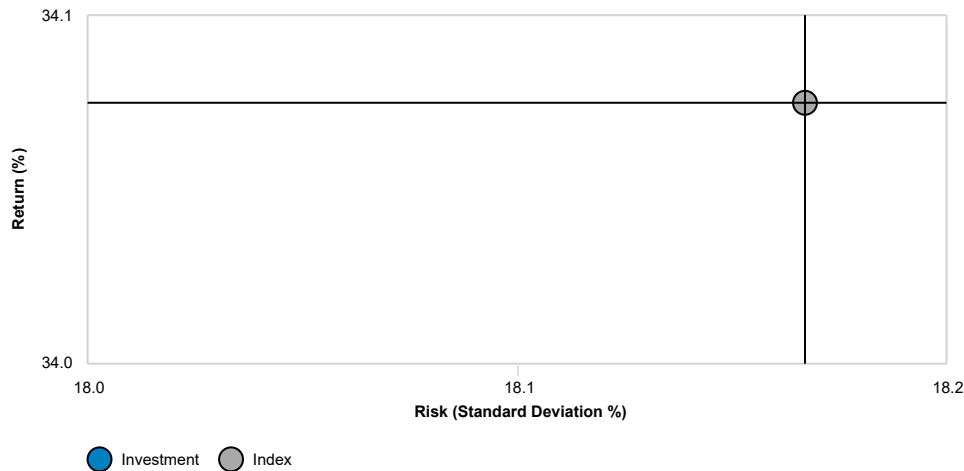 34.1
Return (%)
34.0
18.0 18.1 18.2
Risk (Standard Deviation %)
Investment Index